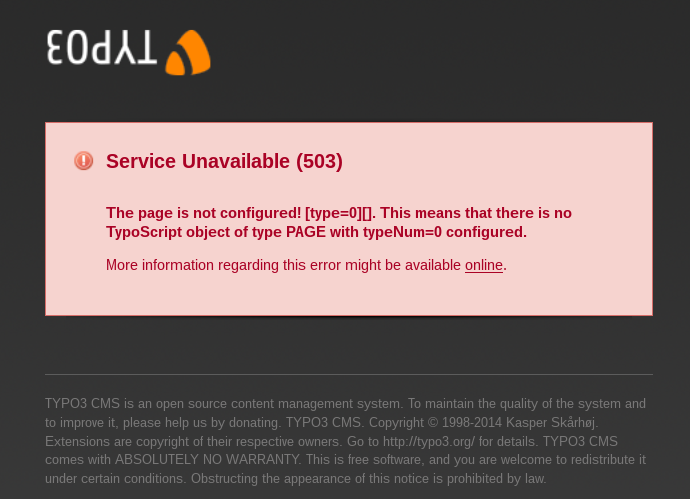 TYPO3
Service Unavailable (503)
The page is not configured! [type=0][]. This means that there is no
TypoScript object of type PAGE with typeNum=0 configured.
More information regarding this error might be available online.
TYPO3 CMS is an open source content management system. To maintain the quality of the system and
to improve it, please help us by donating. TYPO3 CMS. Copyright © 1998-2014 Kasper Skårhøj.
Extensions are copyright of their respective owners. Go to http://typo3.org/ for details. TYPO3 CMS
comes with ABSOLUTELY NO WARRANTY. This is free software, and you are welcome to redistribute it
under certain conditions. Obstructing the appearance of this notice is prohibited by law.